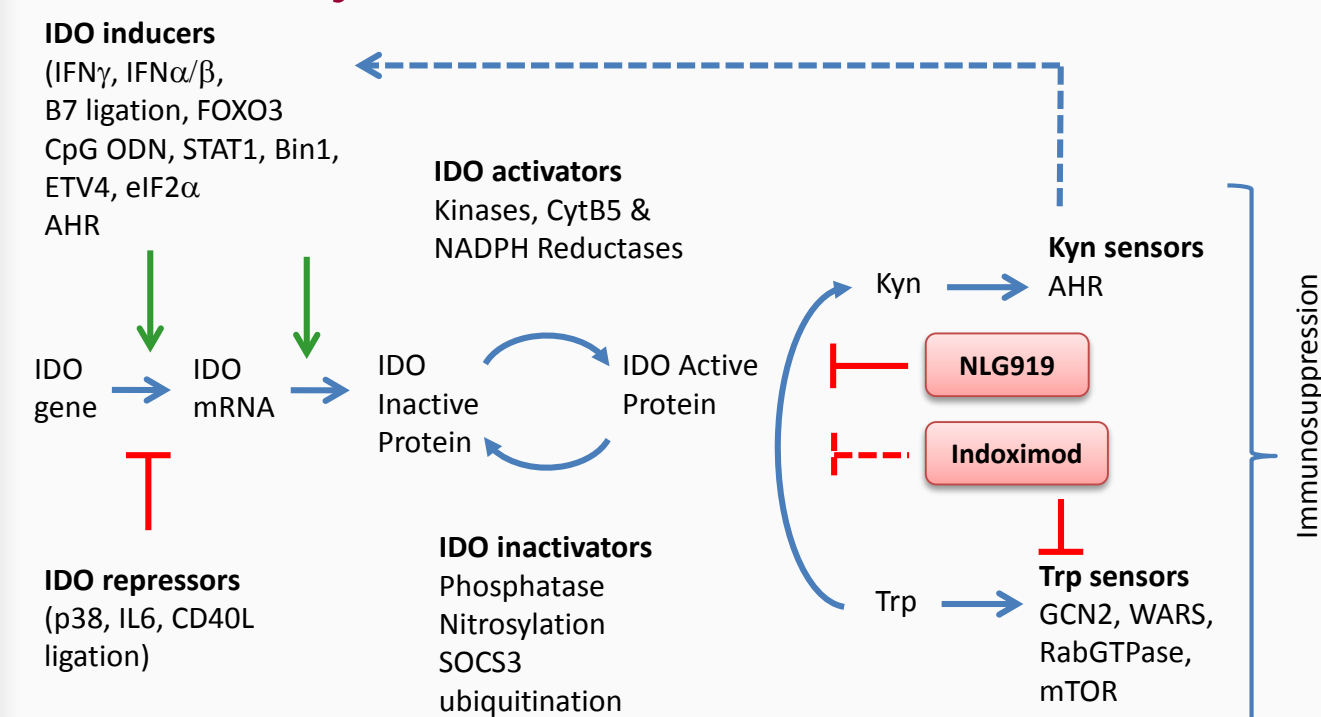 IDO inducers
(IFNγ, IFNα/β,
B7 ligation, FOXO3
CpG ODN, STAT1, Bin1,
ETV4, eIF2α
AHR
IDO activators
Kinases, CytB5 &
NADPH Reductases
Kyn sensors
AHR
Kyn
NLG919
IDO
gene
IDO
mRNA
IDO
Inactive
Protein
IDO Active
Protein
Indoximod
Immunosuppression
IDO repressors
(p38, IL6, CD40L
ligation)
IDO inactivators
Phosphatase
Nitrosylation
SOCS3
ubiquitination
Trp
Trp sensors
GCN2, WARS,
RabGTPase,
mTOR